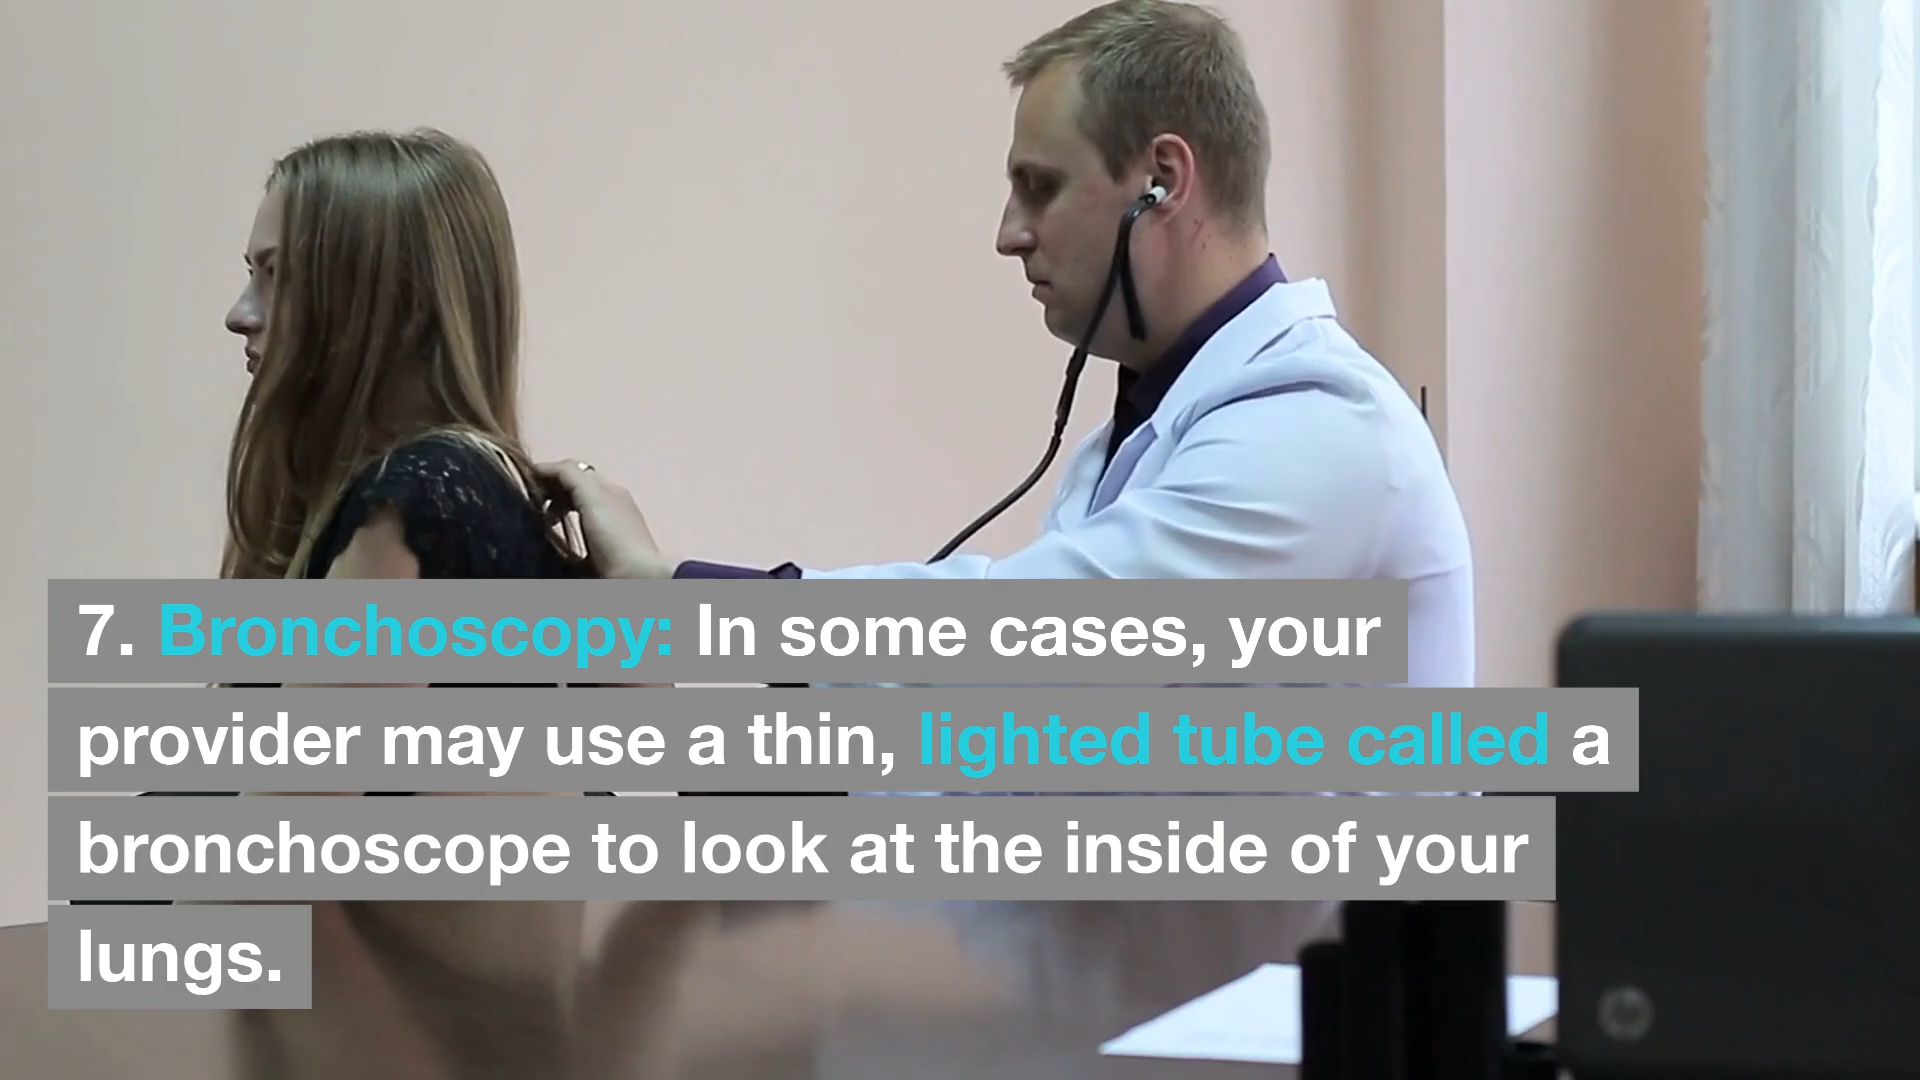 7. Bronchoscopy: In some cases, your
provider may use a thin, lighted tube called a
bronchoscope to look at the inside of your
lungs.